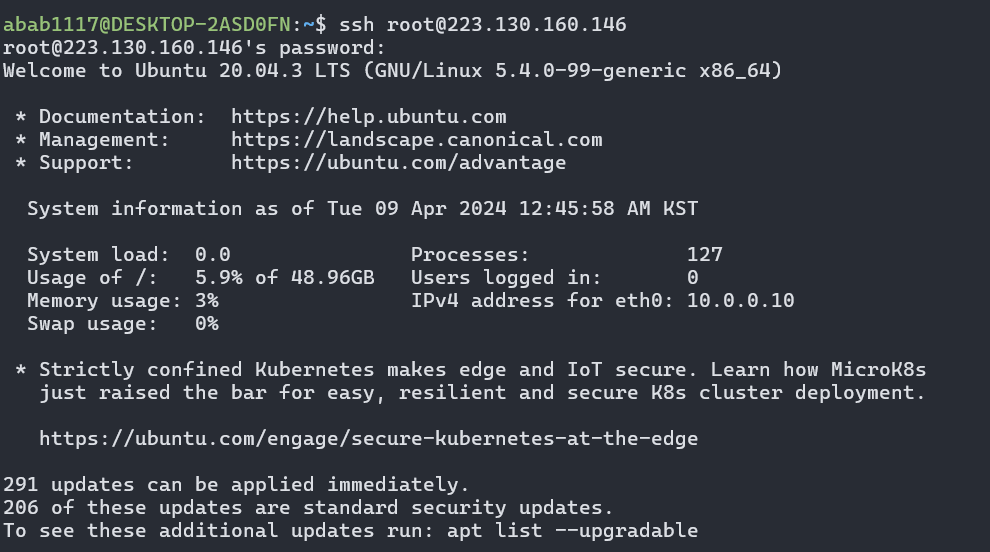 abab1117@DESKTOP-2ASD0FN:~$ ssh root@223.130.160.146
root@223.130.160.146's password:
Welcome to Ubuntu 20.04.3 LTS (GNU/Linux 5.4.0-99-generic x86_64)

 * Documentation:  https://help.ubuntu.com
 * Management:     https://landscape.canonical.com
 * Support:        https://ubuntu.com/advantage

  System information as of Tue 09 Apr 2024 12:45:58 AM KST

  System load:  0.0               Processes:             127
  Usage of /:   5.9% of 48.96GB   Users logged in:       0
  Memory usage: 3%                IPv4 address for eth0: 10.0.0.10
  Swap usage:   0%

 * Strictly confined Kubernetes makes edge and IoT secure. Learn how MicroK8s
   just raised the bar for easy, resilient and secure K8s cluster deployment.

   https://ubuntu.com/engage/secure-kubernetes-at-the-edge

291 updates can be applied immediately.
206 of these updates are standard security updates.
To see these additional updates run: apt list --upgradable